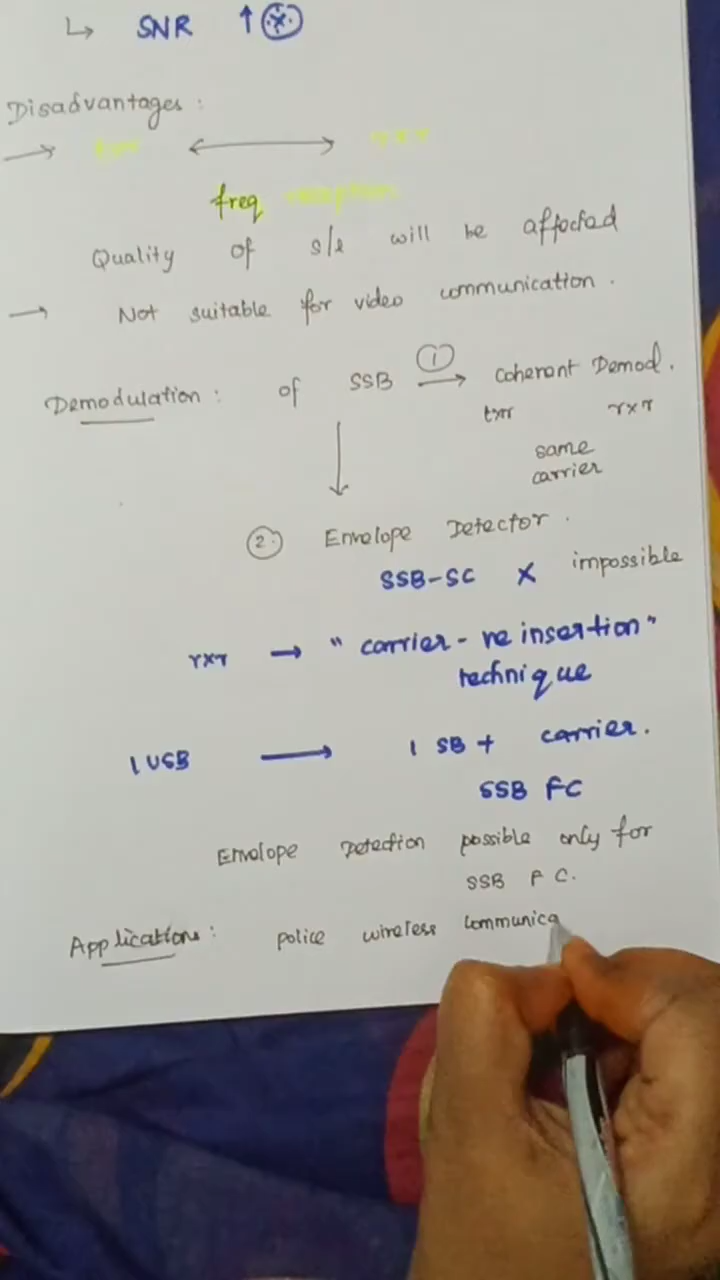 ↳ SNR ↑ (x)
Disadvantages :
→ ←→
freq
Quality of s/l will be affected
→ Not suitable for video communication .
Demodulation : of SSB ① → coherent Demod .
txr rxr
same
carrier
②. Envelope Detector .
SSB-SC X impossible
rxr → "carrier-reinsertion"
technique
1 USB → 1 SB + carrier .
SSB FC
Envelope Detection possible only for
SSB F C .
Applications : police wireless communica